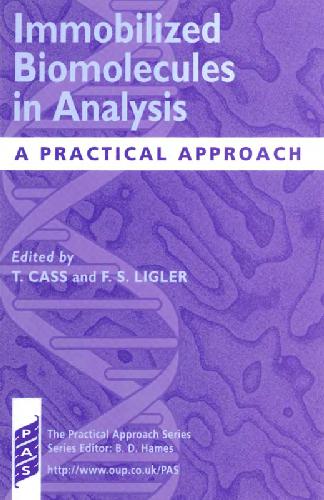 Immobilized
Biomolecules
in Analysis
A PRACTICAL APPROACH
Edited by
T. CASS and F. S. LIGLER
PAS
The Practical Approach Series
Series Editor: B. D. Hames
http://www.oup.co.uk/PAS